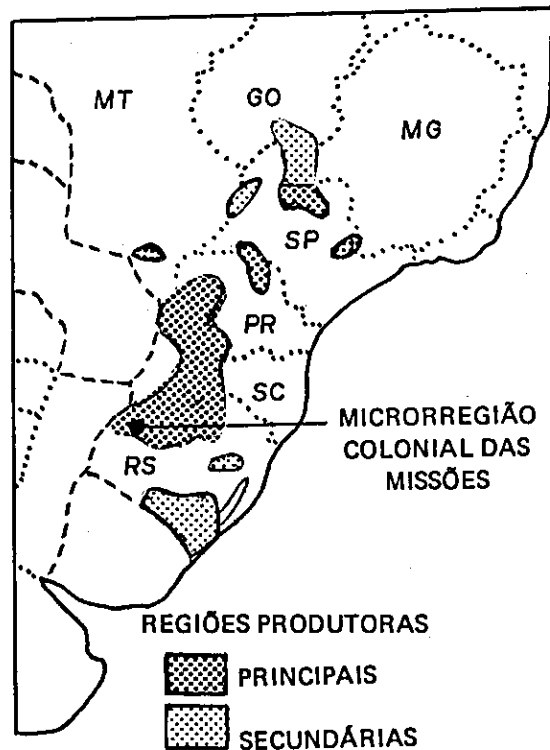 MT
GO
MG
SP
PR
SC
MICRORREGIÃO
COLONIAL DAS
MISSÕES
RS
REGIÕES PRODUTORAS
PRINCIPAIS
SECUNDÁRIAS